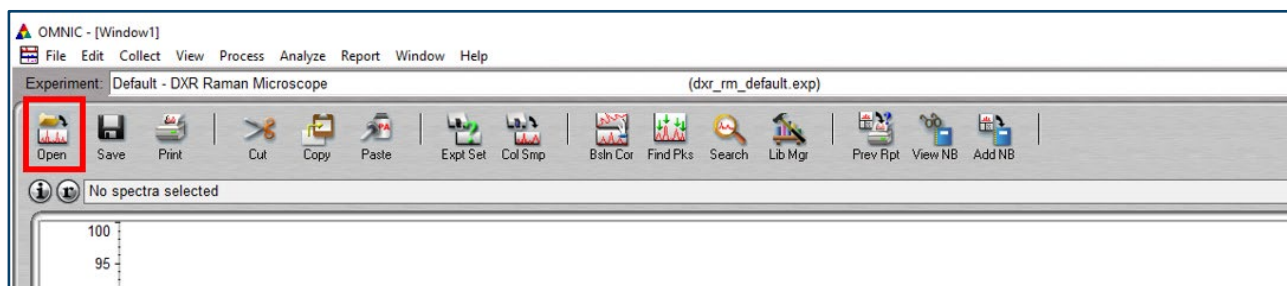 OMNIC - [Window1]
File Edit Collect View Process Analyze Report Window Help
Experiment: Default - DXR Raman Microscope (dxr_rm_default.exp)
Open Save Print Cut Copy Paste Expt Set Col Smp Bsln Cor Find Pks Search Lib Mgr Prev Rpt View NB Add NB
No spectra selected
100
95